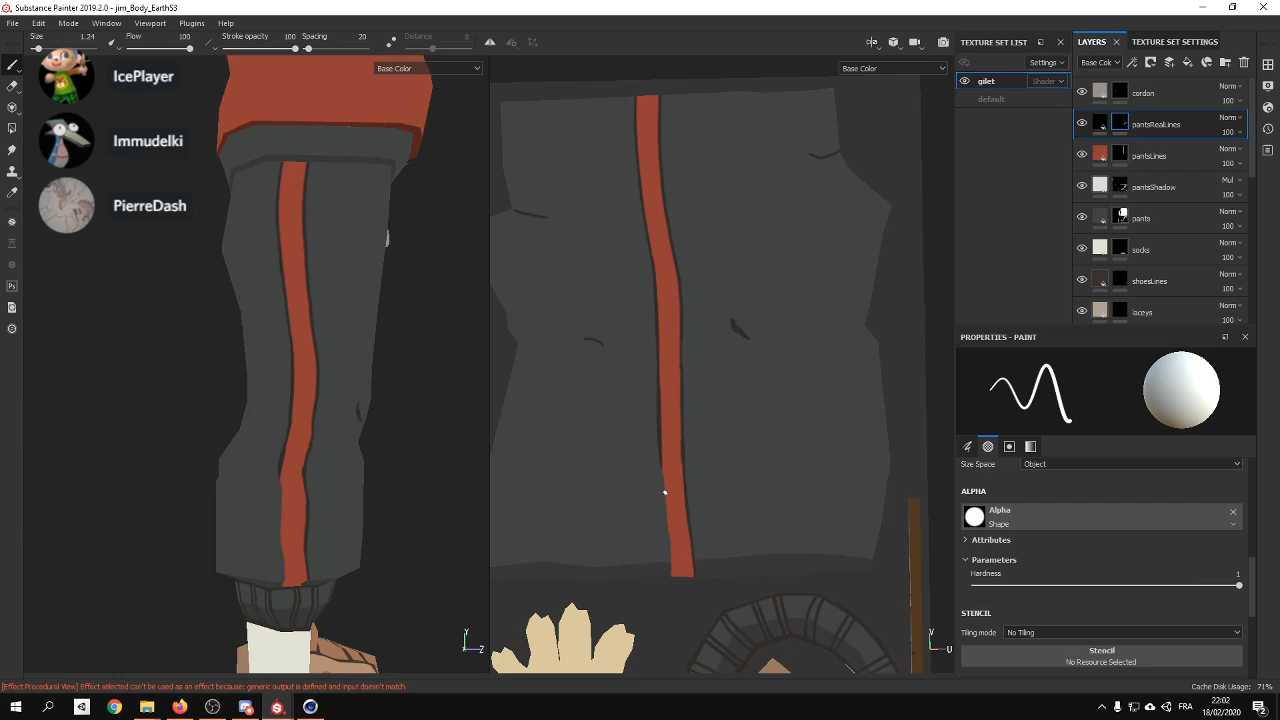 Substance Painter 2019.2.0 - jim_Body_EarthS3
File Edit Mode Window Viewport Plugins Help
Size 1.24 Flow 100 Stroke opacity 100 Spacing 20 Distance 8
Base Color
Base Color
IcePlayer
Immudelki
PierreDash
TEXTURE SET LIST
Settings
gilet Shader
default
LAYERS TEXTURE SET SETTINGS
Base Col
cordon Norm 100
pantsRealLines Norm 100
pantsLines Norm 100
pantsShadow Mul 100
pants Norm 100
socks Norm 100
shoesLines Norm 100
laceys Norm 100
PROPERTIES - PAINT
Size Space Object
ALPHA
Alpha
Shape
Attributes
Parameters
Hardness 1
STENCIL
Tiling mode No Tiling
Stencil
No Resource Selected
Y
Z
V
U
[Effect Procedural View] Effect selected can't be used as an effect because: generic output is defined and input doesn't match
Cache Disk Usage: 71%
FRA
22:02
18/02/2020
2